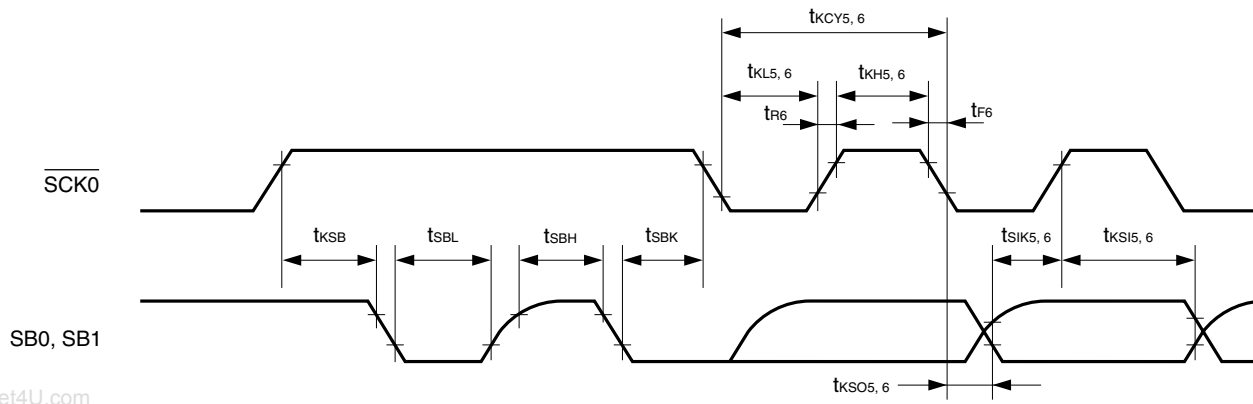 tKCY5, 6
tKL5, 6
tKH5, 6
tR6
tF6
SCK0
tKSB
tSBL
tSBH
tSBK
tSIK5, 6
tKSI5, 6
SB0, SB1
tKSO5, 6
et4U.com